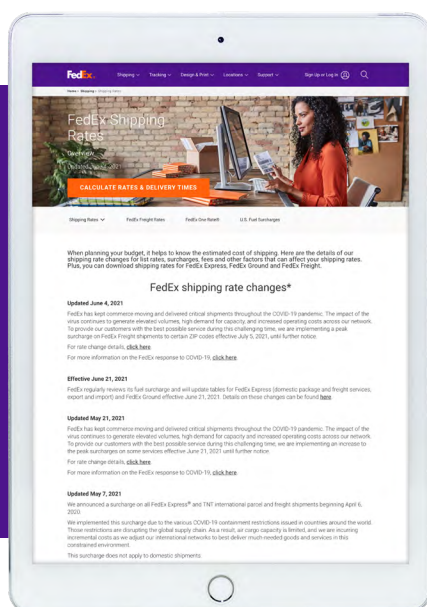 FedEx
Shipping Tracking Design & Print Locations Support Sign Up or Log In
Home > Shipping > Shipping Rates
FedEx Shipping
Rates
Overview
Updated
2021
CALCULATE RATES & DELIVERY TIMES
Shipping Rates FedEx Freight Rates FedEx One Rate® U.S. Fuel Surcharges
When planning your budget, it helps to know the estimated cost of shipping. Here are the details of our
shipping rate changes for list rates, surcharges, fees and other factors that can affect your shipping rates.
Plus, you can download shipping rates for FedEx Express, FedEx Ground and FedEx Freight.
FedEx shipping rate changes*
Updated June 4, 2021
FedEx has kept commerce moving and delivered critical shipments throughout the COVID-19 pandemic. The impact of the
virus continues to generate elevated volumes, high demand for capacity, and increased operating costs across our network.
To provide our customers with the best possible service during this challenging time, we are implementing a peak
surcharge on FedEx Freight shipments to certain ZIP codes effective July 5, 2021, until further notice.
For rate change details, click here.
For more information on the FedEx response to COVID-19, click here.
Effective June 21, 2021
FedEx regularly reviews its fuel surcharge and will update tables for FedEx Express (domestic package and freight services,
export and import) and FedEx Ground effective June 21, 2021. Details on these changes can be found here.
Updated May 21, 2021
FedEx has kept commerce moving and delivered critical shipments throughout the COVID-19 pandemic. The impact of the
virus continues to generate elevated volumes, high demand for capacity, and increased operating costs across our network.
To provide our customers with the best possible service during this challenging time, we are implementing an increase to
the peak surcharges on some services effective June 21, 2021 until further notice
For rate change details, click here.
For more information on the FedEx response to COVID-19, click here.
Updated May 7, 2021
We announced a surcharge on all FedEx Express® and TNT international parcel and freight shipments beginning April 6,
2020.
We implemented this surcharge due to the various COVID-19 containment restrictions issued in countries around the world.
Those restrictions are disrupting the global supply chain. As a result, air cargo capacity is limited, and we are incurring
incremental costs as we adjust our international networks to best deliver much-needed goods and services in this
constrained environment.
This surcharge does not apply to domestic shipments.